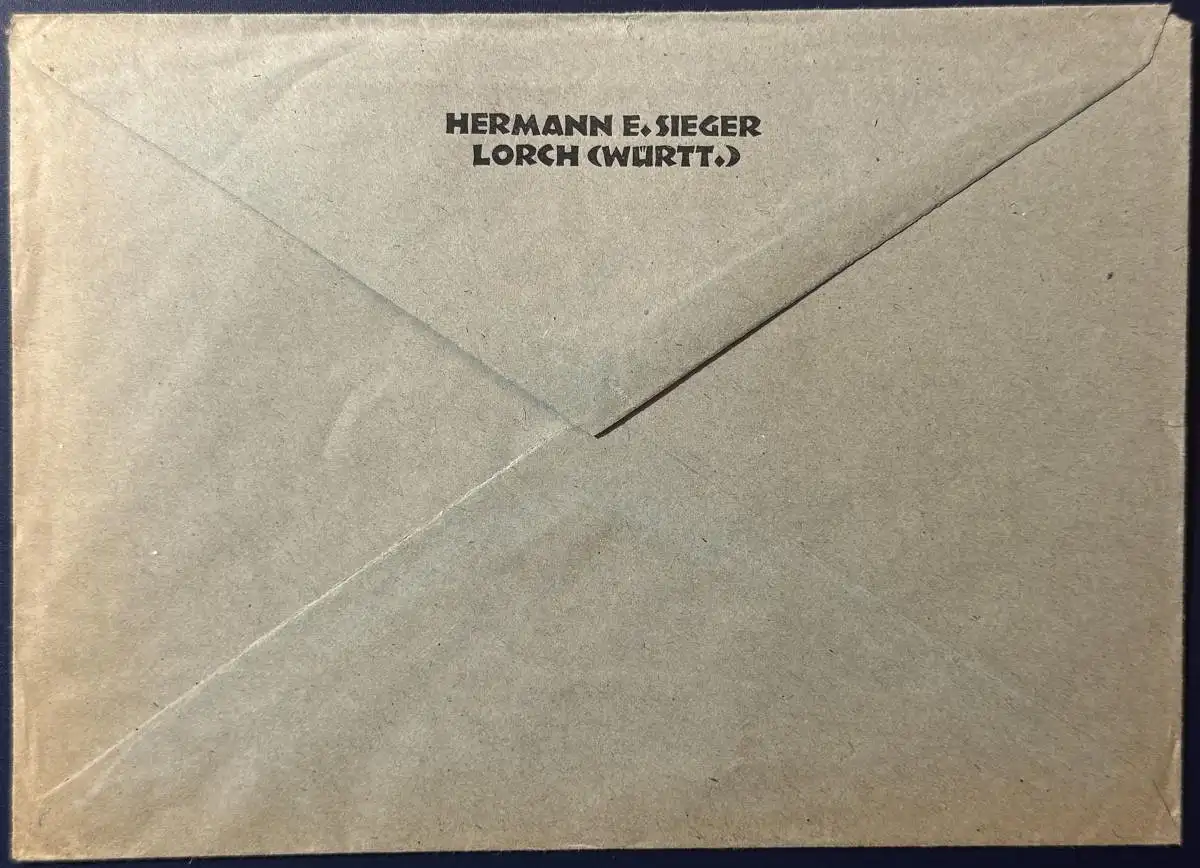 HERMANN E. SIEGER
LORCH (WÜRTT.)